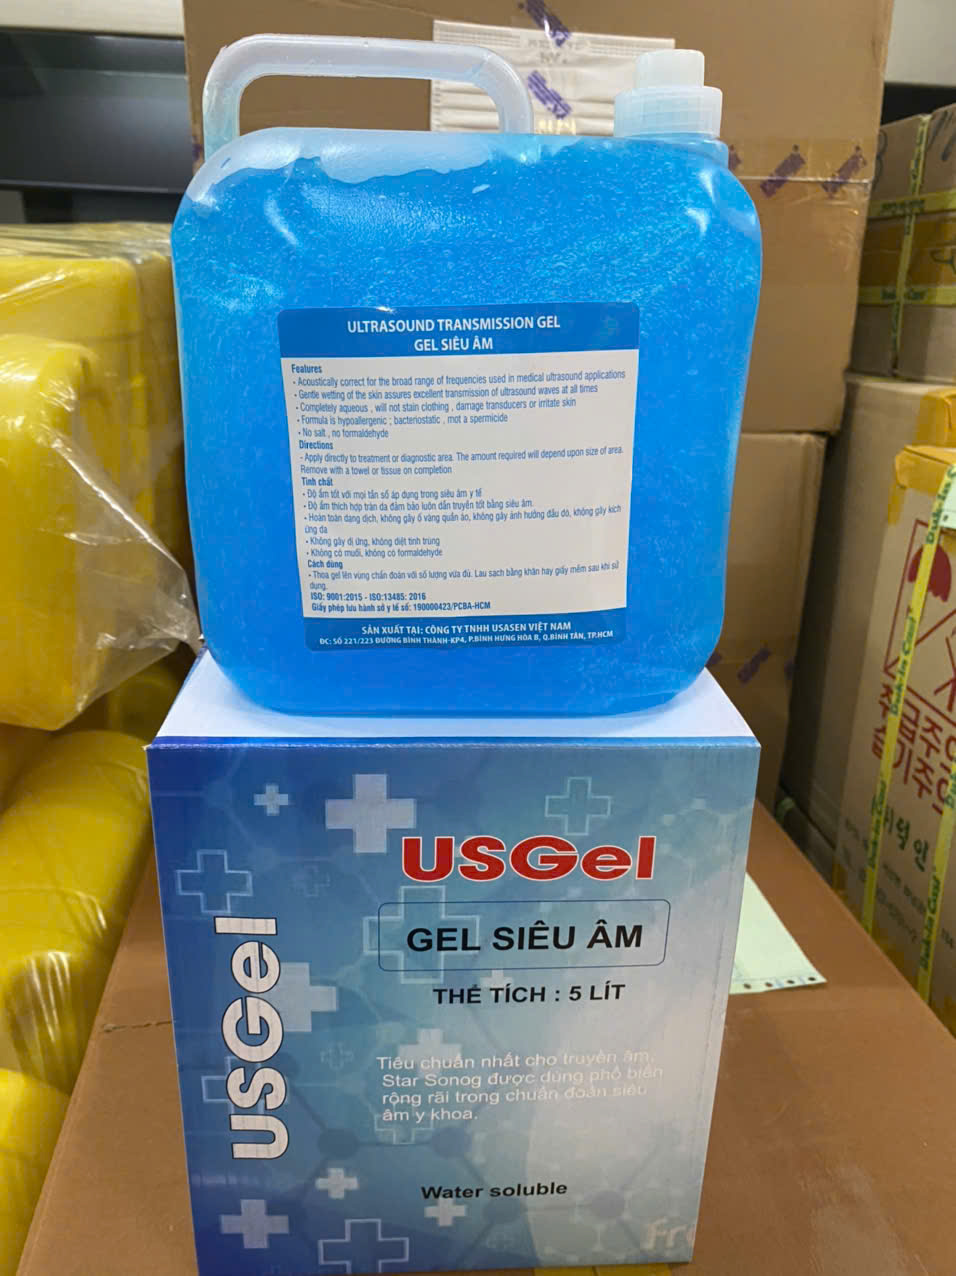 ULTRASOUND TRANSMISSION GEL
GEL SIÊU ÂM
Features
- Acoustically correct for the broad range of frequencies used in medical ultrasound applications
- Gentle wetting of the skin assures excellent transmission of ultrasound waves at all times
- Completely aqueous , will not stain clothing , damage transducers or irritate skin
- Formula is hypoallergenic ; bacteriostatic , mot a spermicide
- No salt , no formaldehyde
Directions
- Apply directly to treatment or diagnostic area. The amount required will depend upon size of area.
Remove with a towel or tissue on completion
Tính chất
- Độ ẩm tốt với mọi tần số áp dụng trong siêu âm y tế
- Độ ẩm thích hợp trân da đảm bảo luôn dẫn truyền tốt bằng siêu âm.
- Hoàn toàn dạng dịch, không gây ố vàng quần áo, không gây ảnh hưởng đầu dò, không gây kích
ứng da
- Không gây dị ứng, không diệt tinh trùng
- Không có muối, không có formaldehyde
Cách dùng
- Thoa gel lên vùng chẩn đoán với số lượng vừa đủ. Lau sạch bằng khăn hay giấy mềm sau khi sử
dụng.
ISO: 9001:2015 - ISO:13485: 2016
Giấy phép lưu hành sở y tế số: 190000423/PCBA-HCM
SẢN XUẤT TẠI: CÔNG TY TNHH USASEN VIỆT NAM
ĐC: SỐ 221/223 ĐƯỜNG BÌNH THÀNH-KP4, P.BÌNH HƯNG HÒA B, Q.BÌNH TÂN, TP.HCM
USGel
USGel
GEL SIÊU ÂM
THỂ TÍCH : 5 LÍT
Tiêu chuẩn nhất cho truyền âm,
Star Sonog được dùng phổ biến
rộng rãi trong chuẩn đoán siêu
âm y khoa.
Water soluble